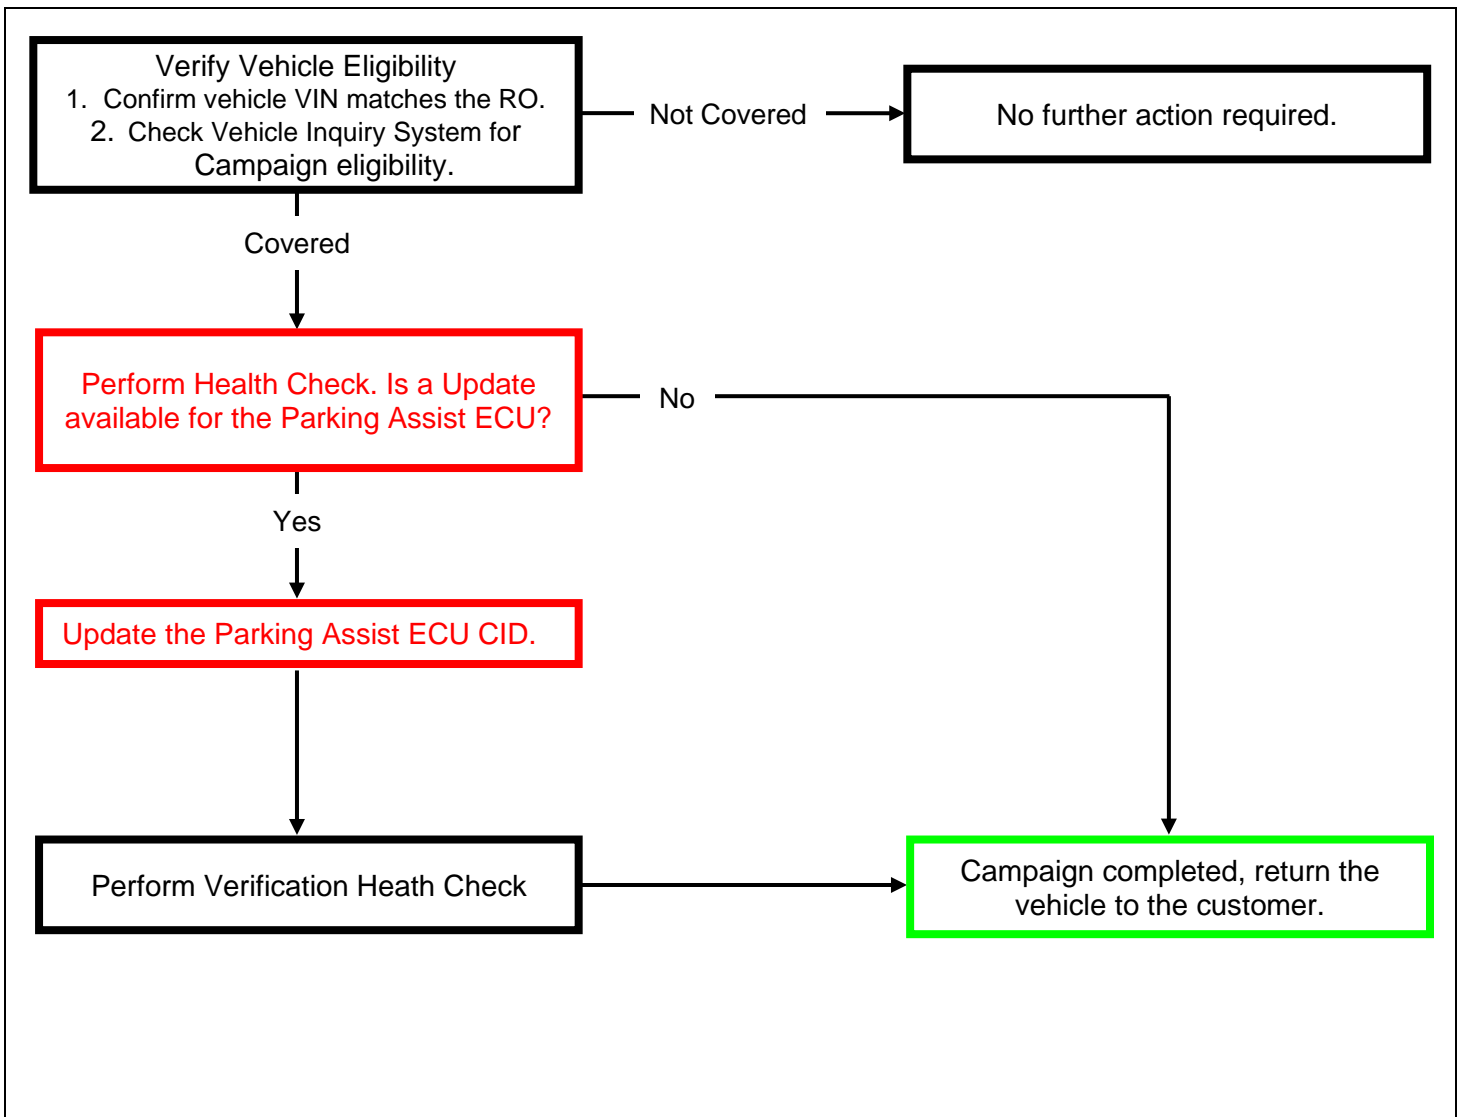 Verify Vehicle Eligibility
1. Confirm vehicle VIN matches the RO.
2. Check Vehicle Inquiry System for
Campaign eligibility.
Not Covered
No further action required.
Covered
Perform Health Check. Is a Update
available for the Parking Assist ECU?
No
Yes
Update the Parking Assist ECU CID.
Perform Verification Heath Check
Campaign completed, return the
vehicle to the customer.